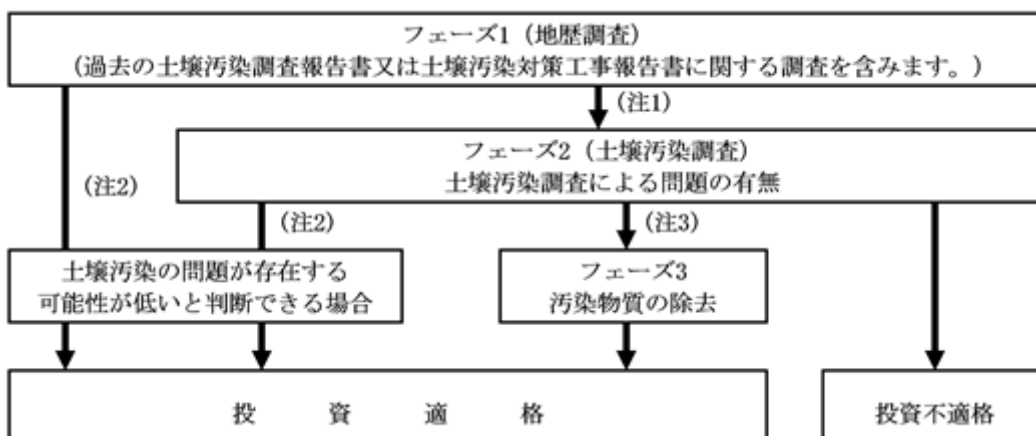 フェーズ1（地歴調査）
（過去の土壌汚染調査報告書又は土壌汚染対策工事報告書に関する調査を含みます。）
（注1）
フェーズ2（土壌汚染調査）
土壌汚染調査による問題の有無
（注2）
（注2）
（注3）
土壌汚染の問題が存在する
可能性が低いと判断できる場合
フェーズ3
汚染物質の除去
投資適格
投資不適格